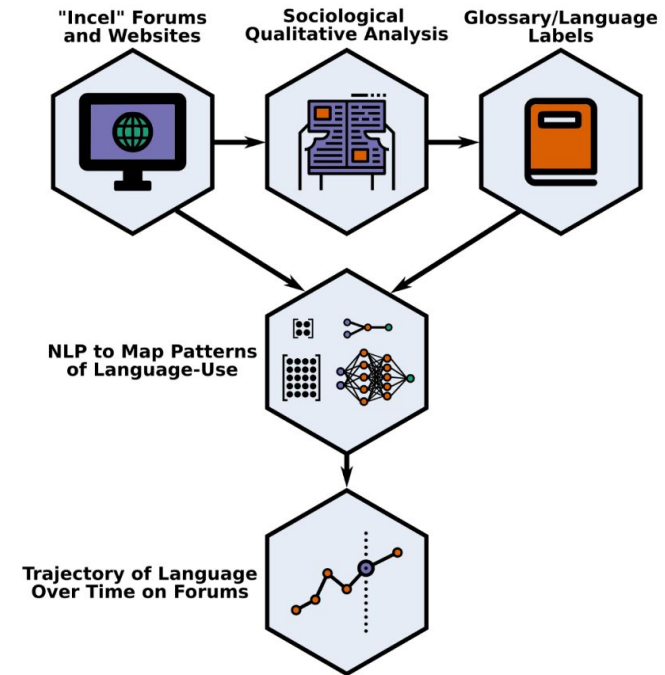 "Incel" Forums
and Websites
Sociological
Qualitative Analysis
Glossary/Language
Labels
NLP to Map Patterns
of Language-Use
Trajectory of Language
Over Time on Forums